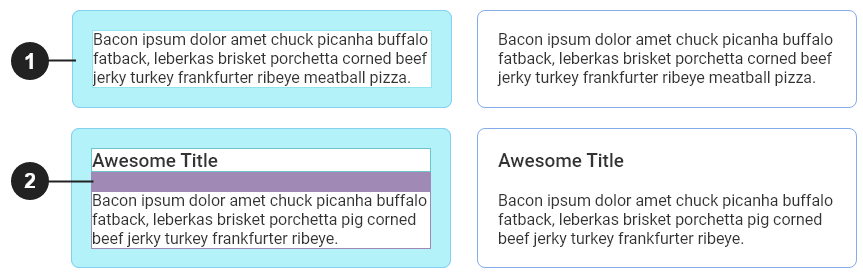 1
Bacon ipsum dolor amet chuck picanha buffalo
fatback, leberkas brisket porchetta corned beef
jerky turkey frankfurter ribeye meatball pizza.
Bacon ipsum dolor amet chuck picanha buffalo
fatback, leberkas brisket porchetta corned beef
jerky turkey frankfurter ribeye meatball pizza.
2
Awesome Title
Bacon ipsum dolor amet chuck picanha buffalo
fatback, leberkas brisket porchetta pig corned
beef jerky turkey frankfurter ribeye.
Awesome Title
Bacon ipsum dolor amet chuck picanha buffalo
fatback, leberkas brisket porchetta pig corned
beef jerky turkey frankfurter ribeye.